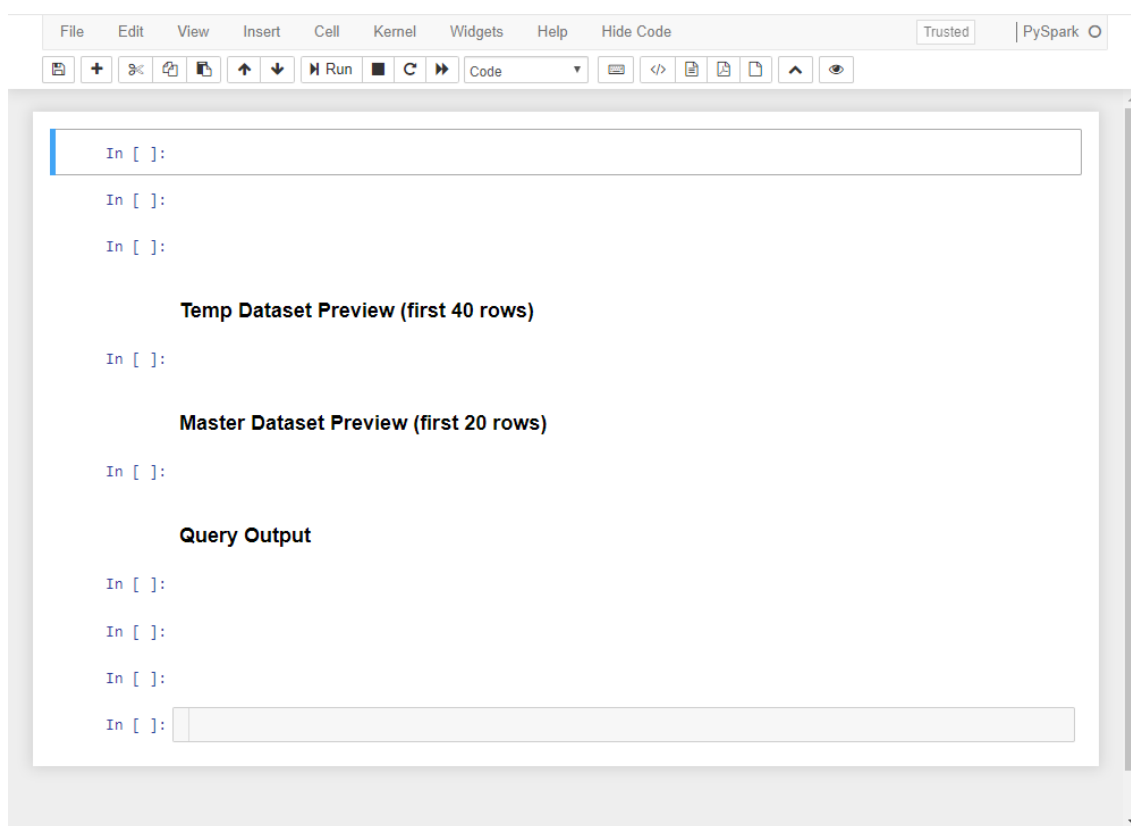 File Edit View Insert Cell Kernel Widgets Help Hide Code Trusted PySpark
Run Code </>
In [ ]:
In [ ]:
In [ ]:
Temp Dataset Preview (first 40 rows)
In [ ]:
Master Dataset Preview (first 20 rows)
In [ ]:
Query Output
In [ ]:
In [ ]:
In [ ]:
In [ ]: